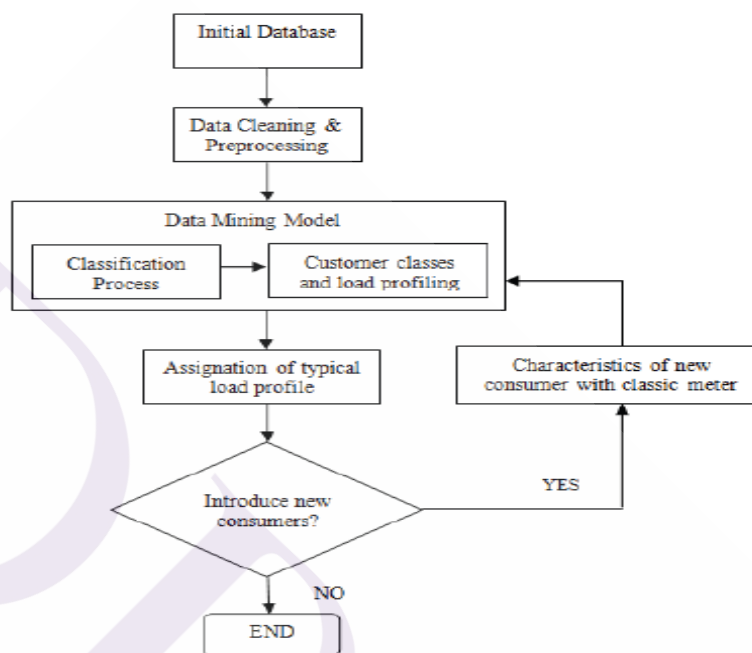 Initial Database
Data Cleaning &
Preprocessing
Data Mining Model
Classification
Process
Customer classes
and load profiling
Assignation of typical
load profile
Characteristics of new
consumer with classic meter
Introduce new
consumers?
YES
NO
END